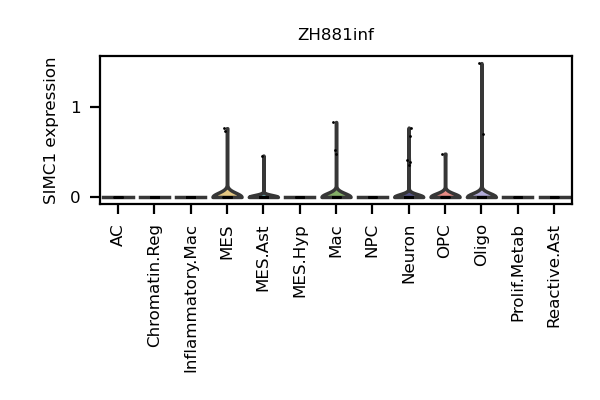 ZH881inf
SIMC1 expression
1
0
AC
Chromatin.Reg
Inflammatory.Mac
MES
MES.Ast
MES.Hyp
Mac
NPC
Neuron
OPC
Oligo
Prolif.Metab
Reactive.Ast